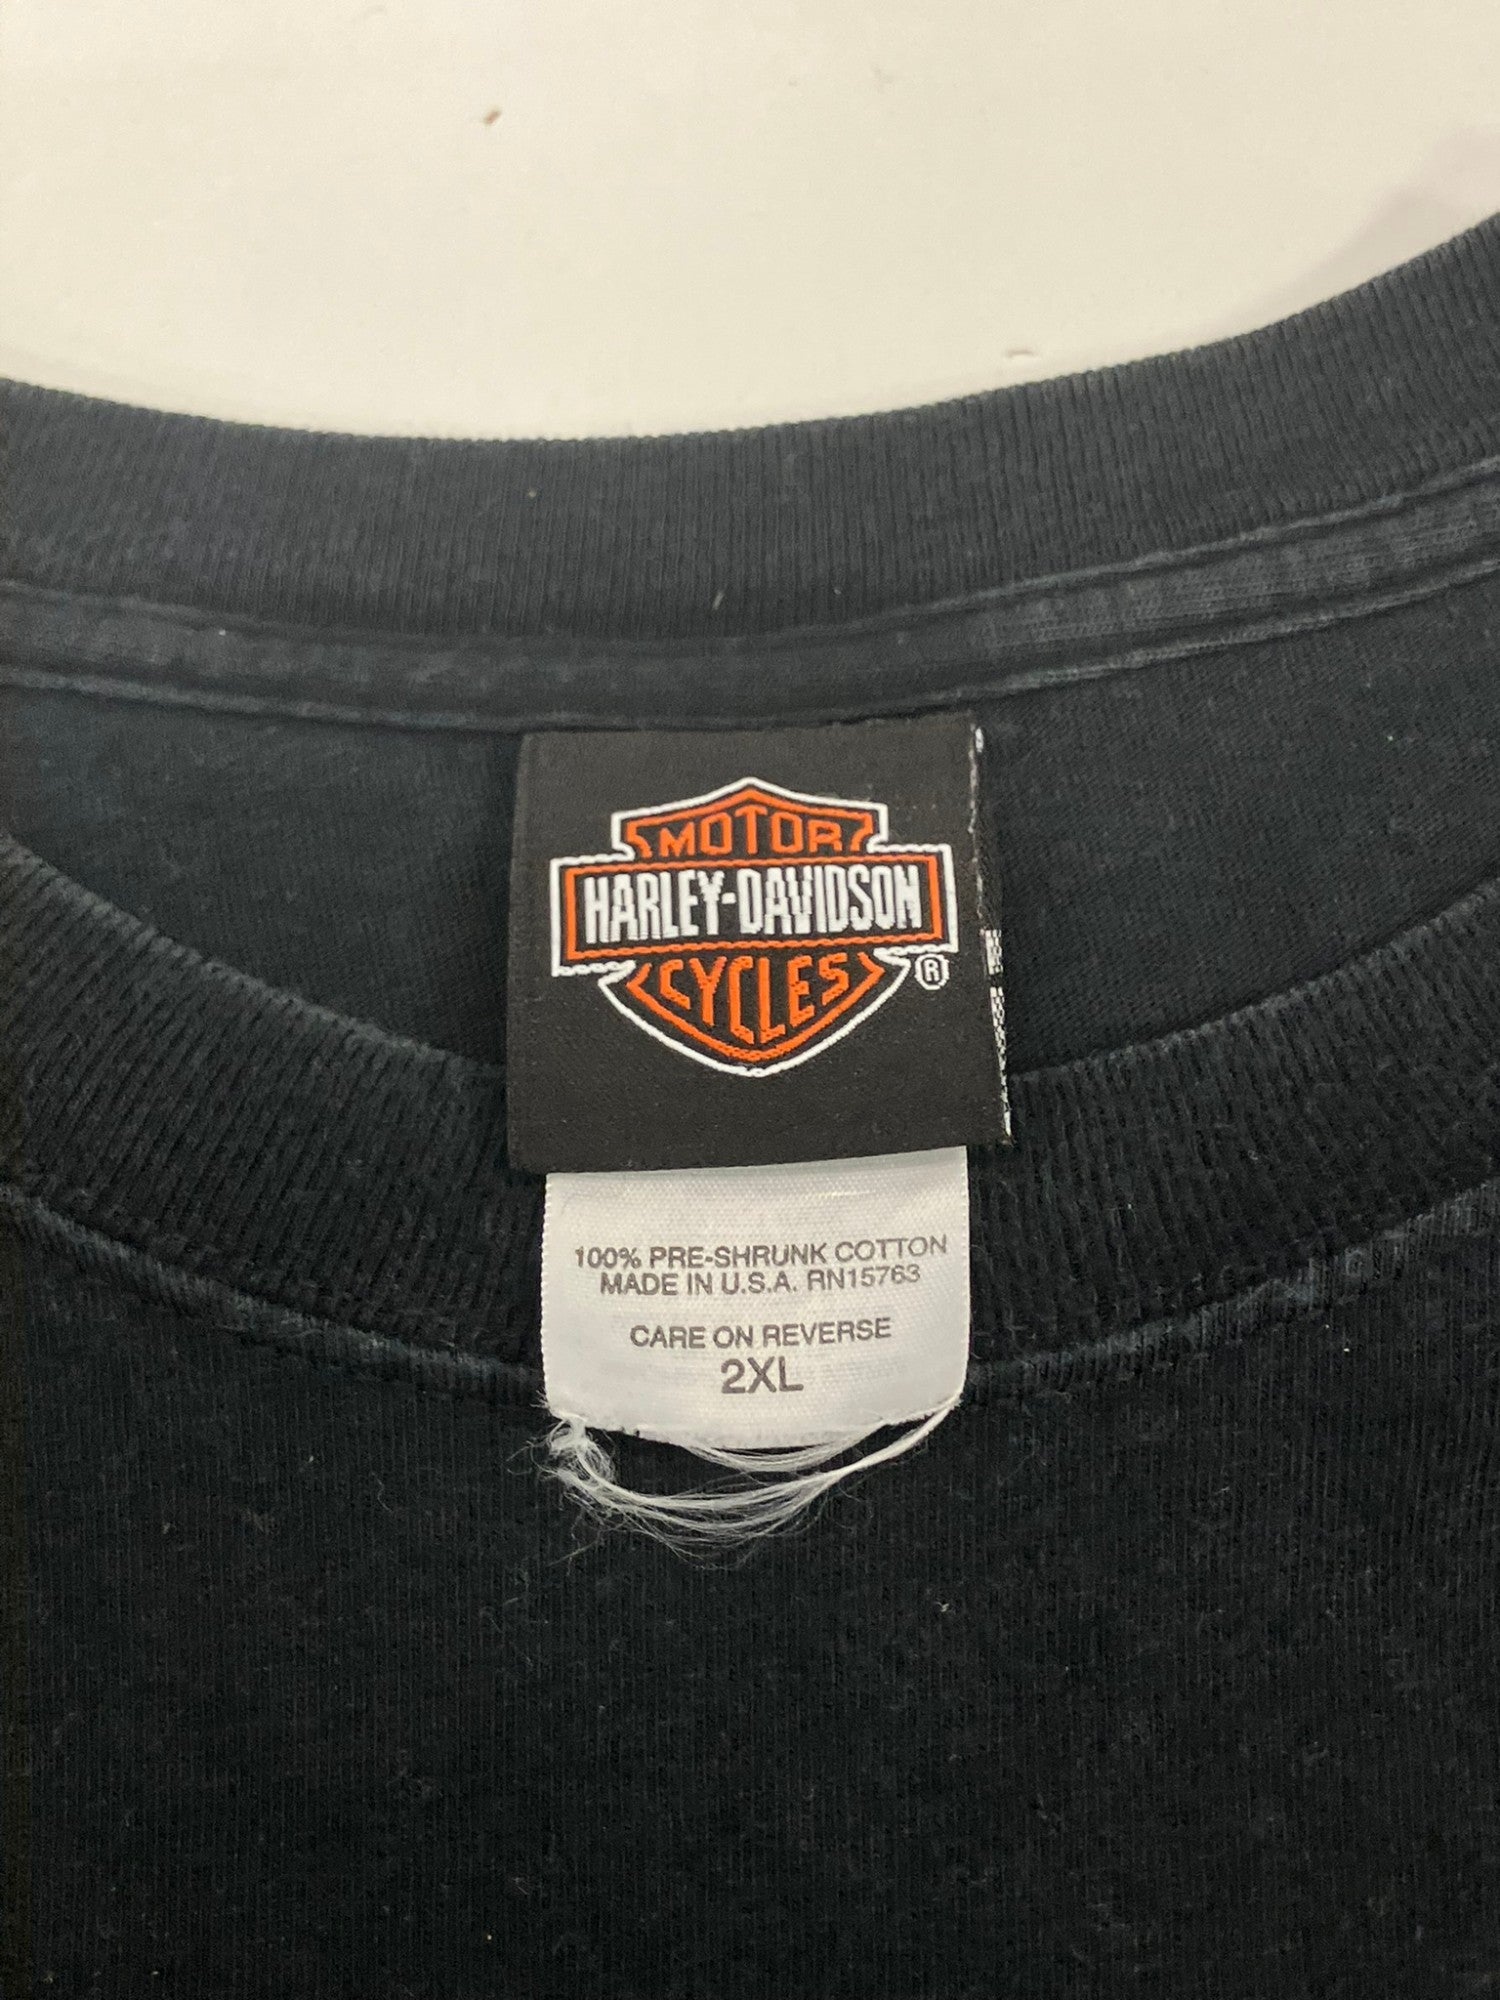 MOTOR
HARLEY-DAVIDSON
CYCLES ®
100% PRE-SHRUNK COTTON
MADE IN U.S.A. RN15763
CARE ON REVERSE
2XL